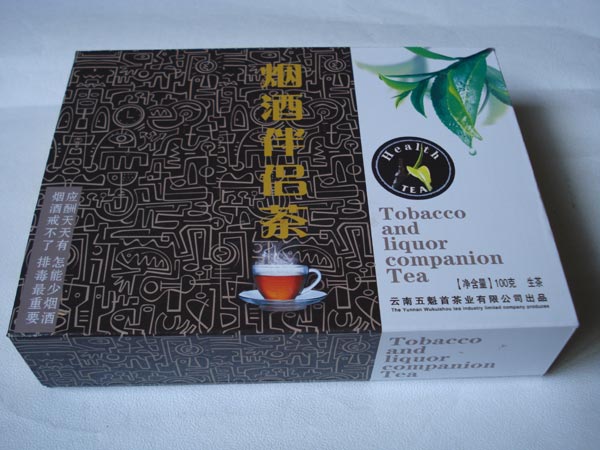 烟酒伴侣茶
应酬天天有 怎能少烟酒
烟酒戒不了 排毒最重要
Health
TEA
Tobacco
and
liquor
companion
Tea
【净含量】100克 生茶
云南五魁首茶业有限公司出品
The Yunnan Wukuishou tea industry limited company produces
Tobacco
and
liquor
companion
Tea